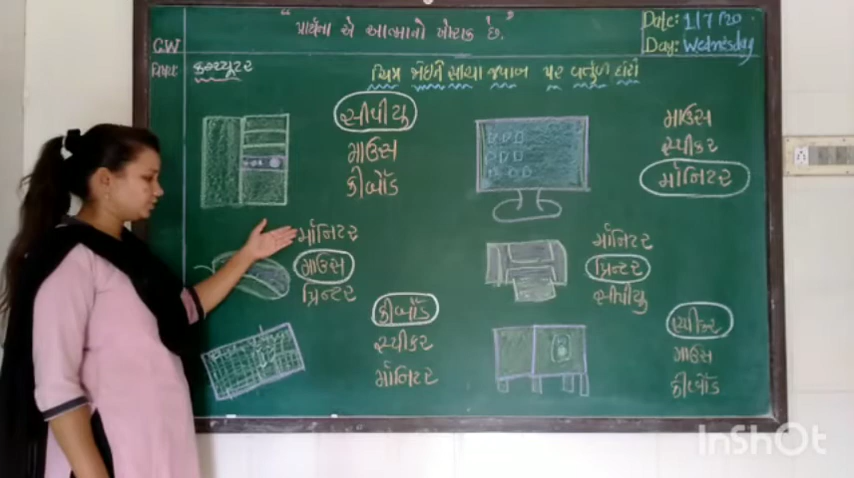 "પ્રાર્થના એ આત્માનો ખોરાક છે."
Date: 1/7/20
Day: Wednesday
C.W
વિષય: કમ્પ્યૂટર
ચિત્ર જોઈને સાચા જવાબ પર વર્તુળ દોરો
સીપીયુ
માઉસ
કીબૉર્ડ
માઉસ
સ્પીકર
મૉનિટર
મૉનિટર
માઉસ
પ્રિન્ટર
મૉનિટર
પ્રિન્ટર
સીપીયુ
કીબૉર્ડ
સ્પીકર
મૉનિટર
સ્પીકર
માઉસ
કીબૉર્ડ
InShOt